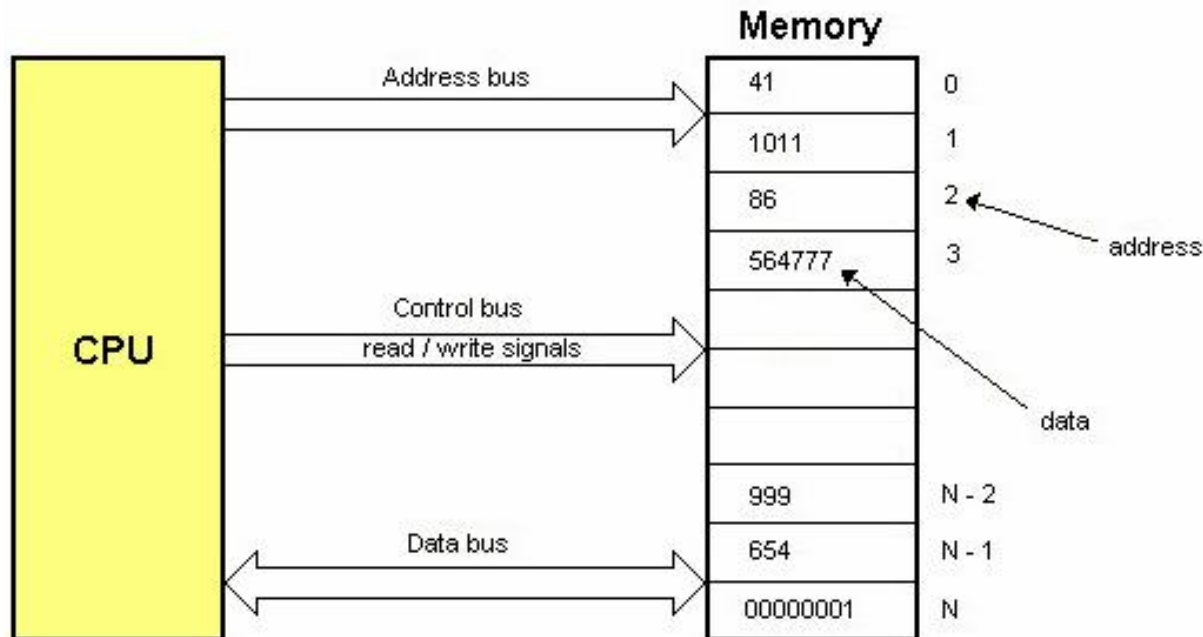 Memory
Address bus
41 0
1011 1
86 2
address
564777 3
Control bus
CPU
read / write signals
data
999 N - 2
Data bus
654 N - 1
00000001 N